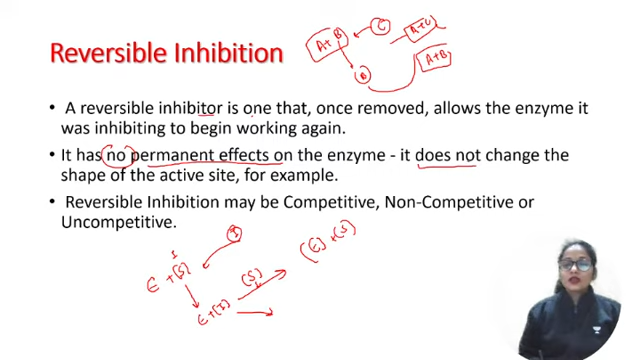 Reversible Inhibition
A+B
C
A+C
B
A+B
A reversible inhibitor is one that, once removed, allows the enzyme it
was inhibiting to begin working again.
It has no permanent effects on the enzyme - it does not change the
shape of the active site, for example.
Reversible Inhibition may be Competitive, Non-Competitive or
Uncompetitive.
I
I
E + [S]
[S]
[E] + [S]
E + [I]